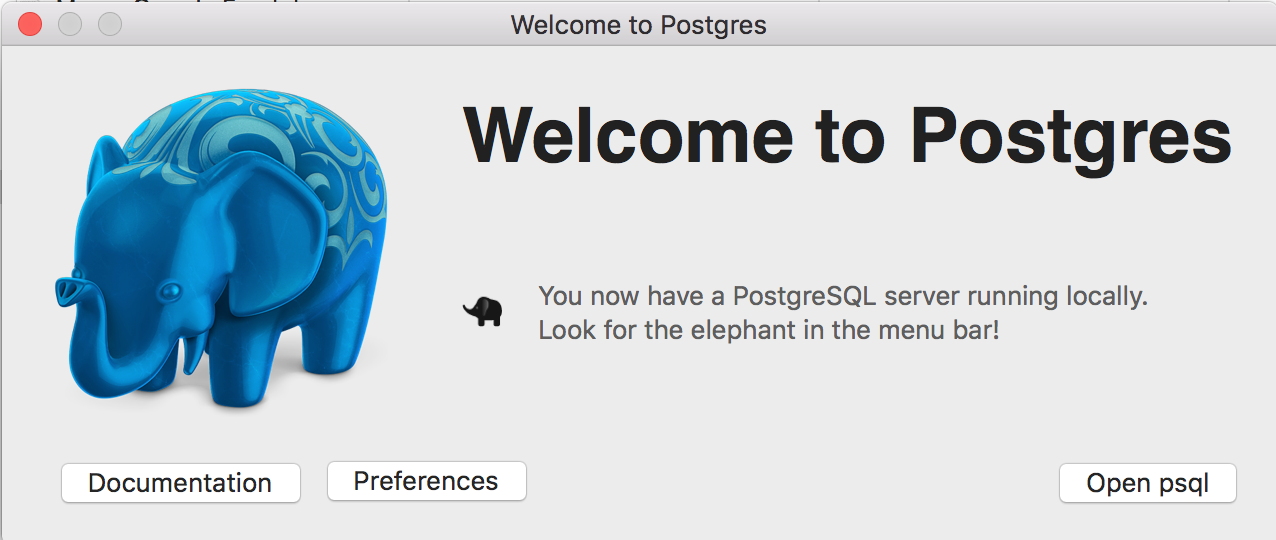 Welcome to Postgres
Welcome to Postgres
You now have a PostgreSQL server running locally.
Look for the elephant in the menu bar!
Documentation
Preferences
Open psql